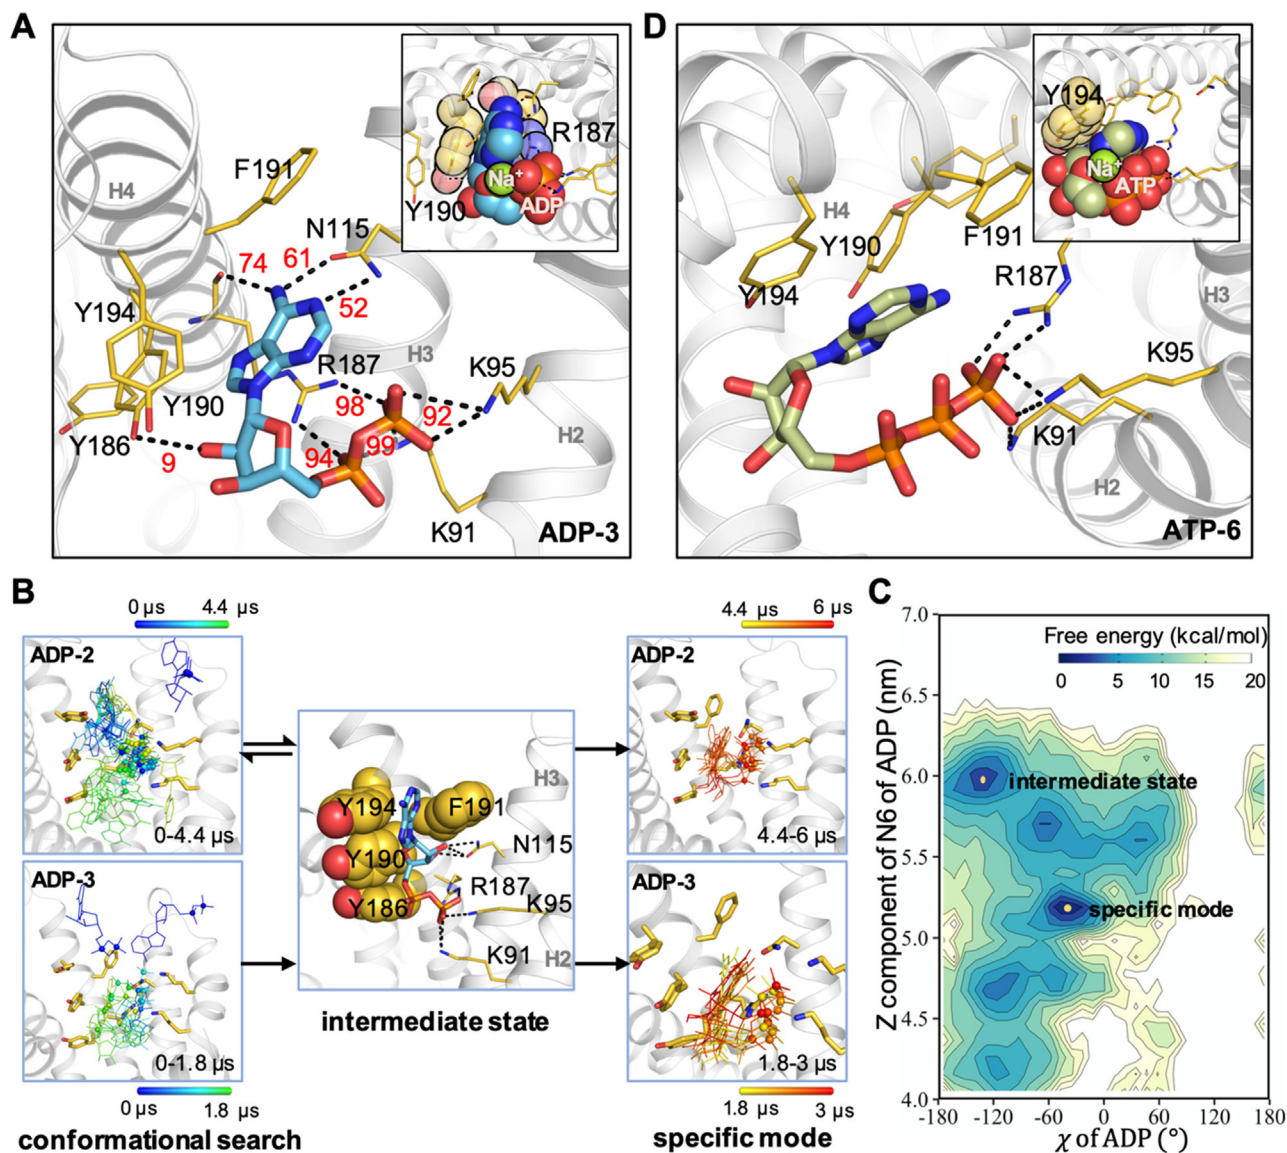 A
F191
H4
N115
74
61
52
Y194
R187
H3
K95
98
92
Y190
Y186
99
H2
9
94
K91
ADP-3
R187
Na+
Y190
ADP
D
H4
Y190
F191
Y194
R187
H3
K95
K91
H2
ATP-6
Y194
Na+
ATP
B
0 μs
4.4 μs
ADP-2
0-4.4 μs
ADP-3
0-1.8 μs
0 μs
1.8 μs
conformational search
H3
Y194
F191
Y190
N115
R187
Y186
K95
K91
H2
intermediate state
4.4 μs
6 μs
ADP-2
4.4-6 μs
ADP-3
1.8-3 μs
1.8 μs
3 μs
specific mode
C
Free energy (kcal/mol)
0 5 10 15 20
intermediate state
specific mode
Z component of N6 of ADP (nm)
7.0
6.5
6.0
5.5
5.0
4.5
4.0
-180 -120 -60 0 60 120 180
χ of ADP (°)